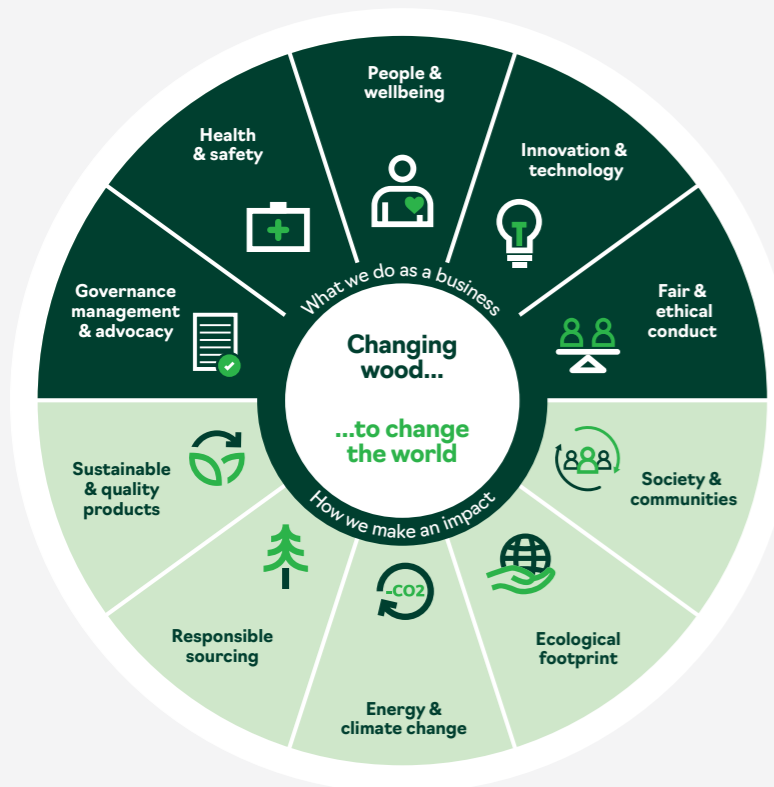 People &
wellbeing
Health
& safety
Innovation &
technology
Governance
management
& advocacy
Fair &
ethical
conduct
What we do as a business
Changing
wood...
...to change
the world
How we make an impact
Sustainable
& quality
products
Society &
communities
Responsible
sourcing
-CO2
Ecological
footprint
Energy &
climate change